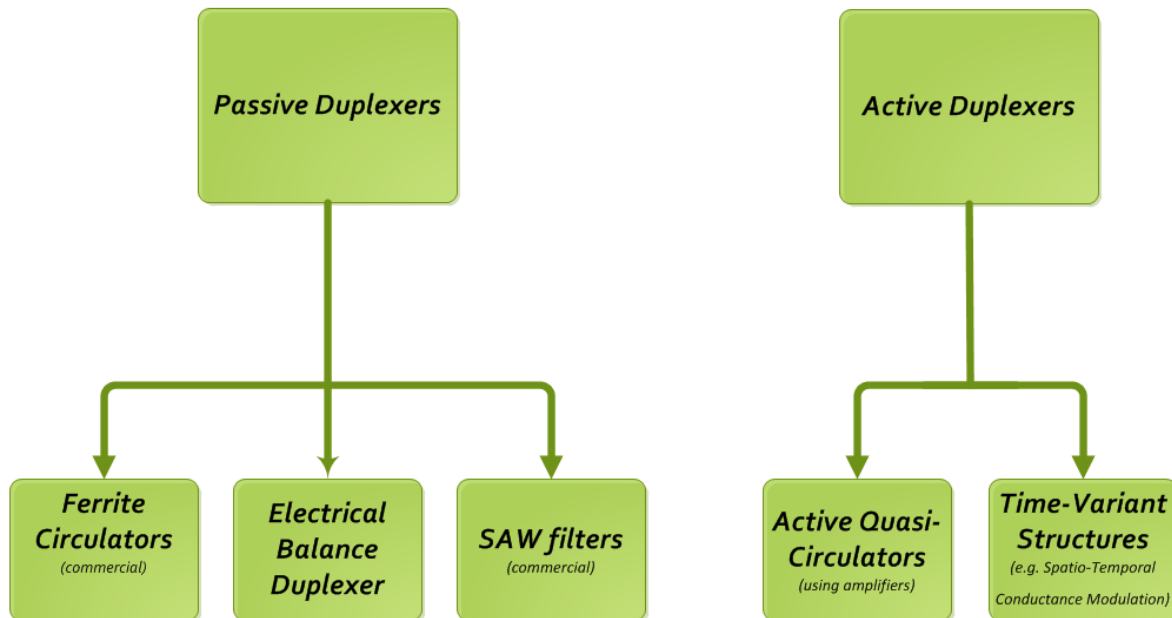 Passive Duplexers
Active Duplexers
Ferrite
Circulators
(commercial)
Electrical
Balance
Duplexer
SAW filters
(commercial)
Active Quasi-
Circulators
(using amplifiers)
Time-Variant
Structures
(e.g. Spatio-Temporal
Conductance Modulation)